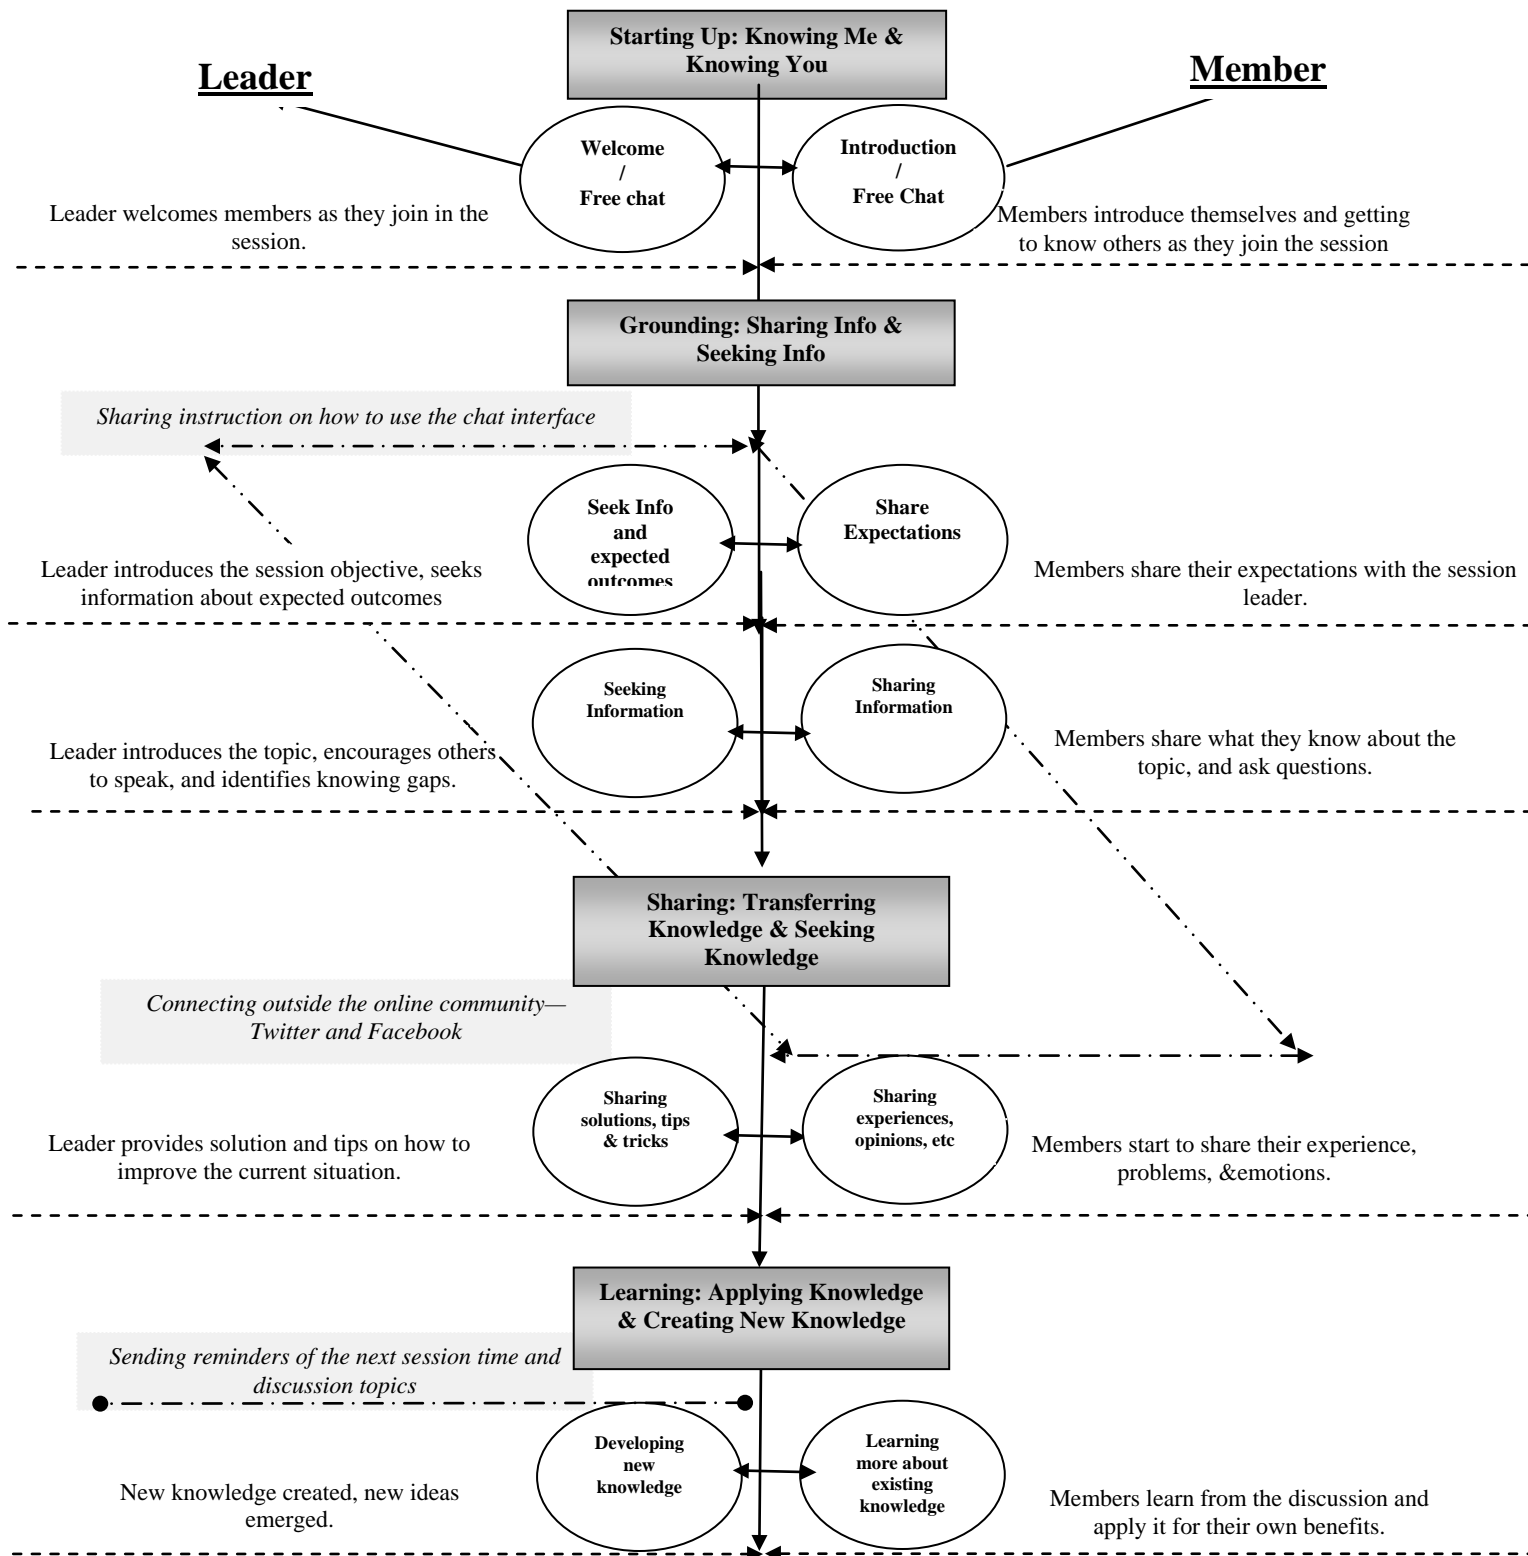 Starting Up: Knowing Me &
Knowing You
Leader
Member
Welcome
/
Free chat
Introduction
/
Free Chat
Leader welcomes members as they join in the
session.
Members introduce themselves and getting
to know others as they join the session
Grounding: Sharing Info &
Seeking Info
Sharing instruction on how to use the chat interface
Seek Info
and
expected
outcomes
Share
Expectations
Leader introduces the session objective, seeks
information about expected outcomes
Members share their expectations with the session
leader.
Seeking
Information
Sharing
Information
Leader introduces the topic, encourages others
to speak, and identifies knowing gaps.
Members share what they know about the
topic, and ask questions.
Sharing: Transferring
Knowledge & Seeking
Knowledge
Connecting outside the online community—
Twitter and Facebook
Sharing
solutions, tips
& tricks
Sharing
experiences,
opinions, etc
Leader provides solution and tips on how to
improve the current situation.
Members start to share their experience,
problems, &emotions.
Learning: Applying Knowledge
& Creating New Knowledge
Sending reminders of the next session time and
discussion topics
Developing
new
knowledge
Learning
more about
existing
knowledge
New knowledge created, new ideas
emerged.
Members learn from the discussion and
apply it for their own benefits.